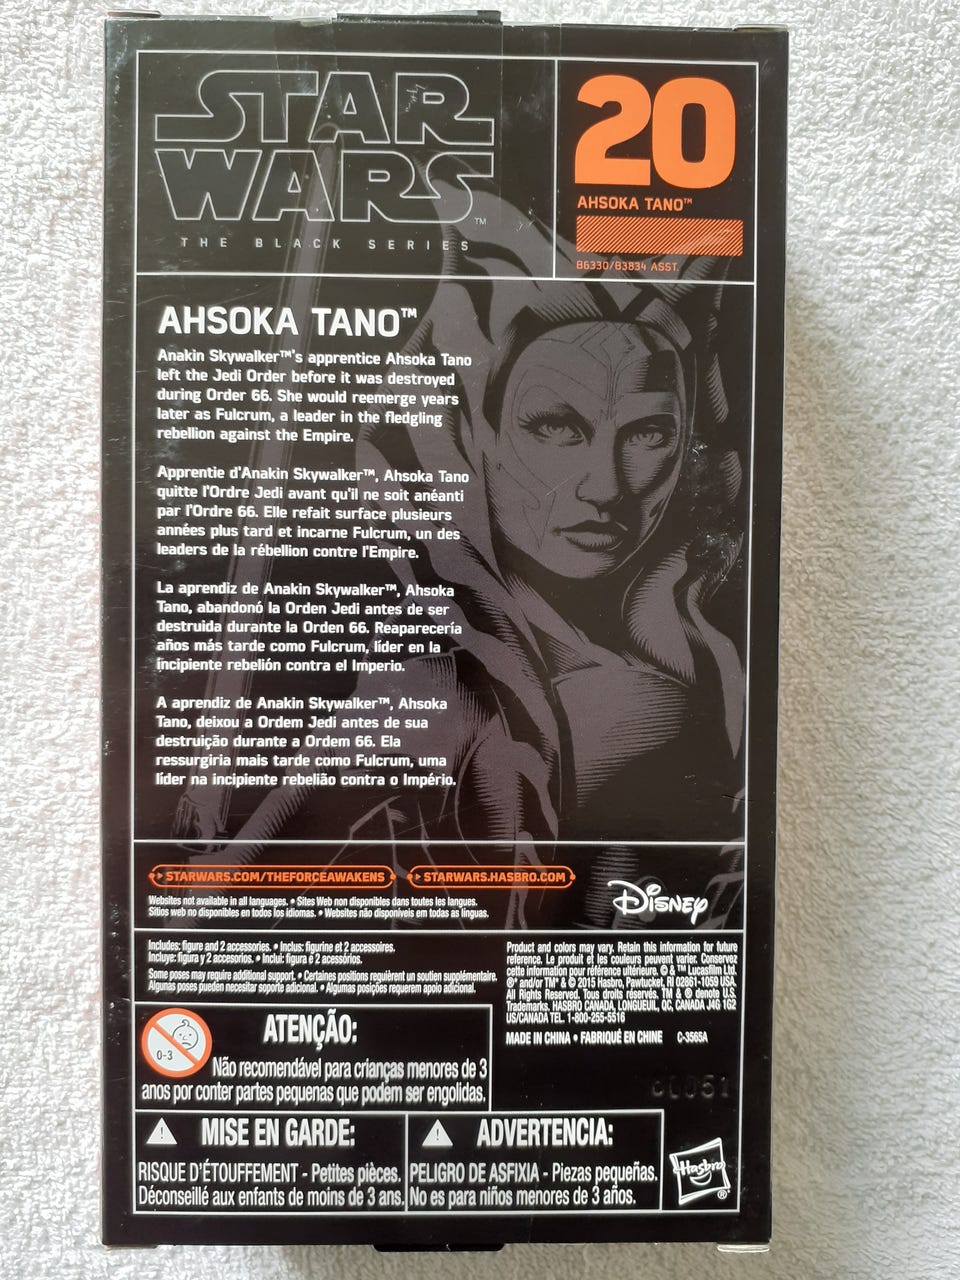 STAR
WARS™
THE BLACK SERIES
20
AHSOKA TANO™
B6330/B3834 ASST.
AHSOKA TANO™
Anakin Skywalker™'s apprentice Ahsoka Tano
left the Jedi Order before it was destroyed
during Order 66. She would reemerge years
later as Fulcrum, a leader in the fledgling
rebellion against the Empire.
Apprentie d'Anakin Skywalker™, Ahsoka Tano
quitte l'Ordre Jedi avant qu'il ne soit anéanti
par l'Ordre 66. Elle refait surface plusieurs
années plus tard et incarne Fulcrum, un des
leaders de la rébellion contre l'Empire.
La aprendiz de Anakin Skywalker™, Ahsoka
Tano, abandonó la Orden Jedi antes de ser
destruida durante la Orden 66. Reaparecería
años más tarde como Fulcrum, líder en la
incipiente rebelión contra el Imperio.
A aprendiz de Anakin Skywalker™, Ahsoka
Tano, deixou a Ordem Jedi antes de sua
destruição durante a Ordem 66. Ela
ressurgiria mais tarde como Fulcrum, uma
líder na incipiente rebelião contra o Império.
STARWARS.COM/THEFORCEAWAKENS
STARWARS.HASBRO.COM
Websites not available in all languages. • Sites Web non disponibles dans toutes les langues.
Sitios web no disponibles en todos los idiomas. • Websites não disponíveis em todas as línguas.
Disney
Includes: figure and 2 accessories. • Inclus: figurine et 2 accessoires.
Incluye: figura y 2 accesorios. • Inclui: figura e 2 acessórios.
Some poses may require additional support. • Certaines positions requièrent un soutien supplémentaire.
Algunas poses pueden necesitar soporte adicional. • Algumas posições requerem apoio adicional.
Product and colors may vary. Retain this information for future
reference. Le produit et les couleurs peuvent varier. Conservez
cette information pour référence ultérieure. © & ™ Lucasfilm Ltd.
®* and/or TM* & © 2015 Hasbro, Pawtucket, RI 02861-1059 USA.
All Rights Reserved. Tous droits réservés. TM & ® denote U.S.
Trademarks. HASBRO CANADA, LONGUEUIL, QC, CANADA J4G 1G2
US/CANADA TEL. 1-800-255-5516
MADE IN CHINA • FABRIQUÉ EN CHINE C-3565A
0-3
ATENÇÃO:
Não recomendável para crianças menores de 3
anos por conter partes pequenas que podem ser engolidas.
MISE EN GARDE:
RISQUE D'ÉTOUFFEMENT - Petites pièces.
Déconseillé aux enfants de moins de 3 ans.
ADVERTENCIA:
PELIGRO DE ASFIXIA - Piezas pequeñas.
No es para niños menores de 3 años.
Hasbro®